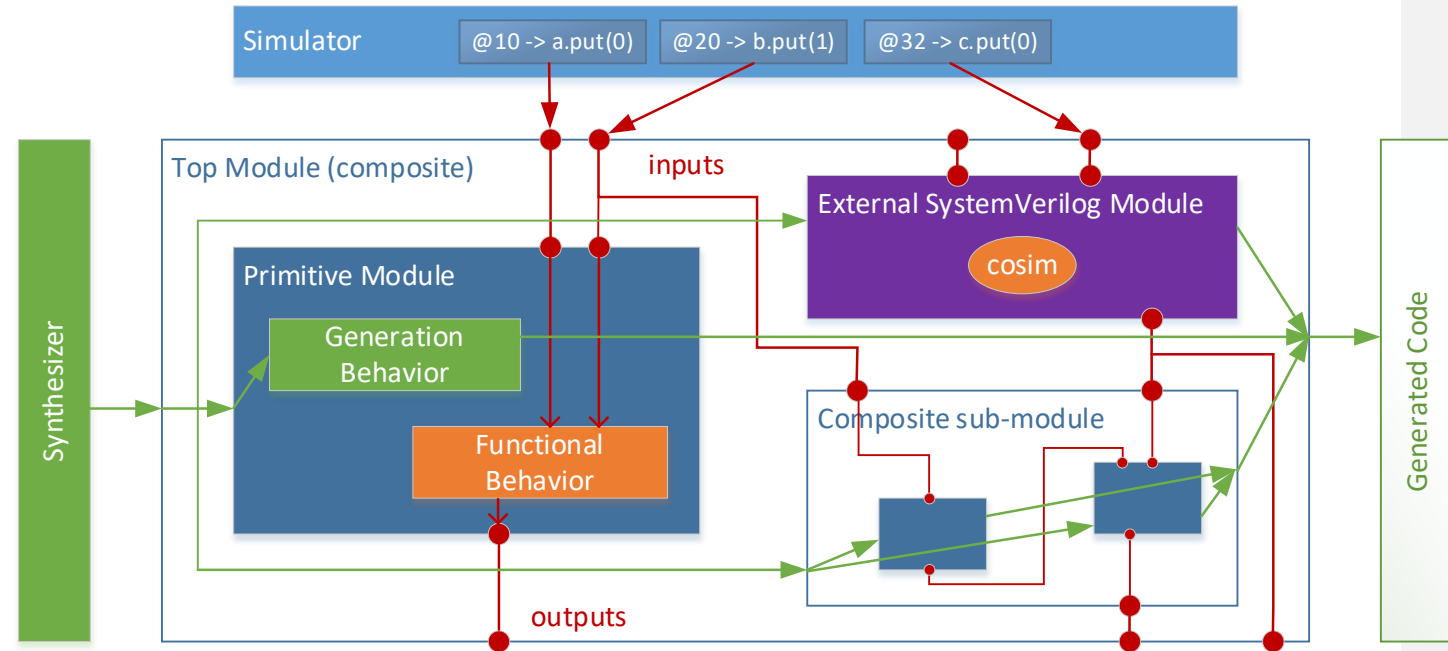 Simulator
@10 -> a.put(0)
@20 -> b.put(1)
@32 -> c.put(0)
Synthesizer
Top Module (composite)
inputs
External SystemVerilog Module
cosim
Primitive Module
Generation
Behavior
Functional
Behavior
Composite sub-module
outputs
Generated Code